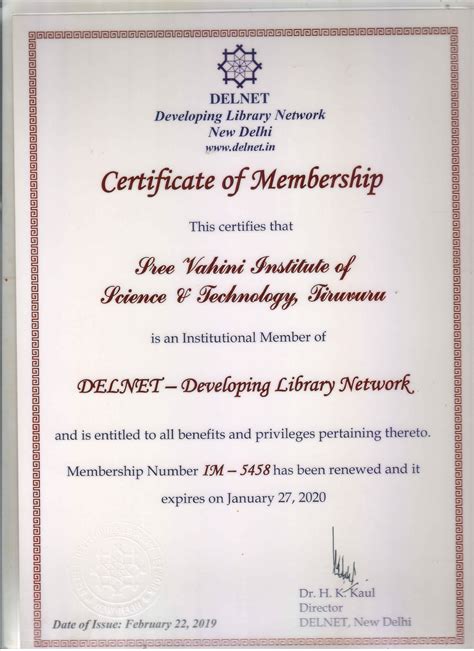 DELNET
Developing Library Network
New Delhi
www.delnet.in
Certificate of Membership
This certifies that
Sree Vahini Institute of
Science & Technology, Tiruvuru
is an Institutional Member of
DELNET – Developing Library Network
and is entitled to all benefits and privileges pertaining thereto.
Membership Number IM – 5458 has been renewed and it
expires on January 27, 2020
Dr. H. K. Kaul
Director
DELNET, New Delhi
Date of Issue: February 22, 2019